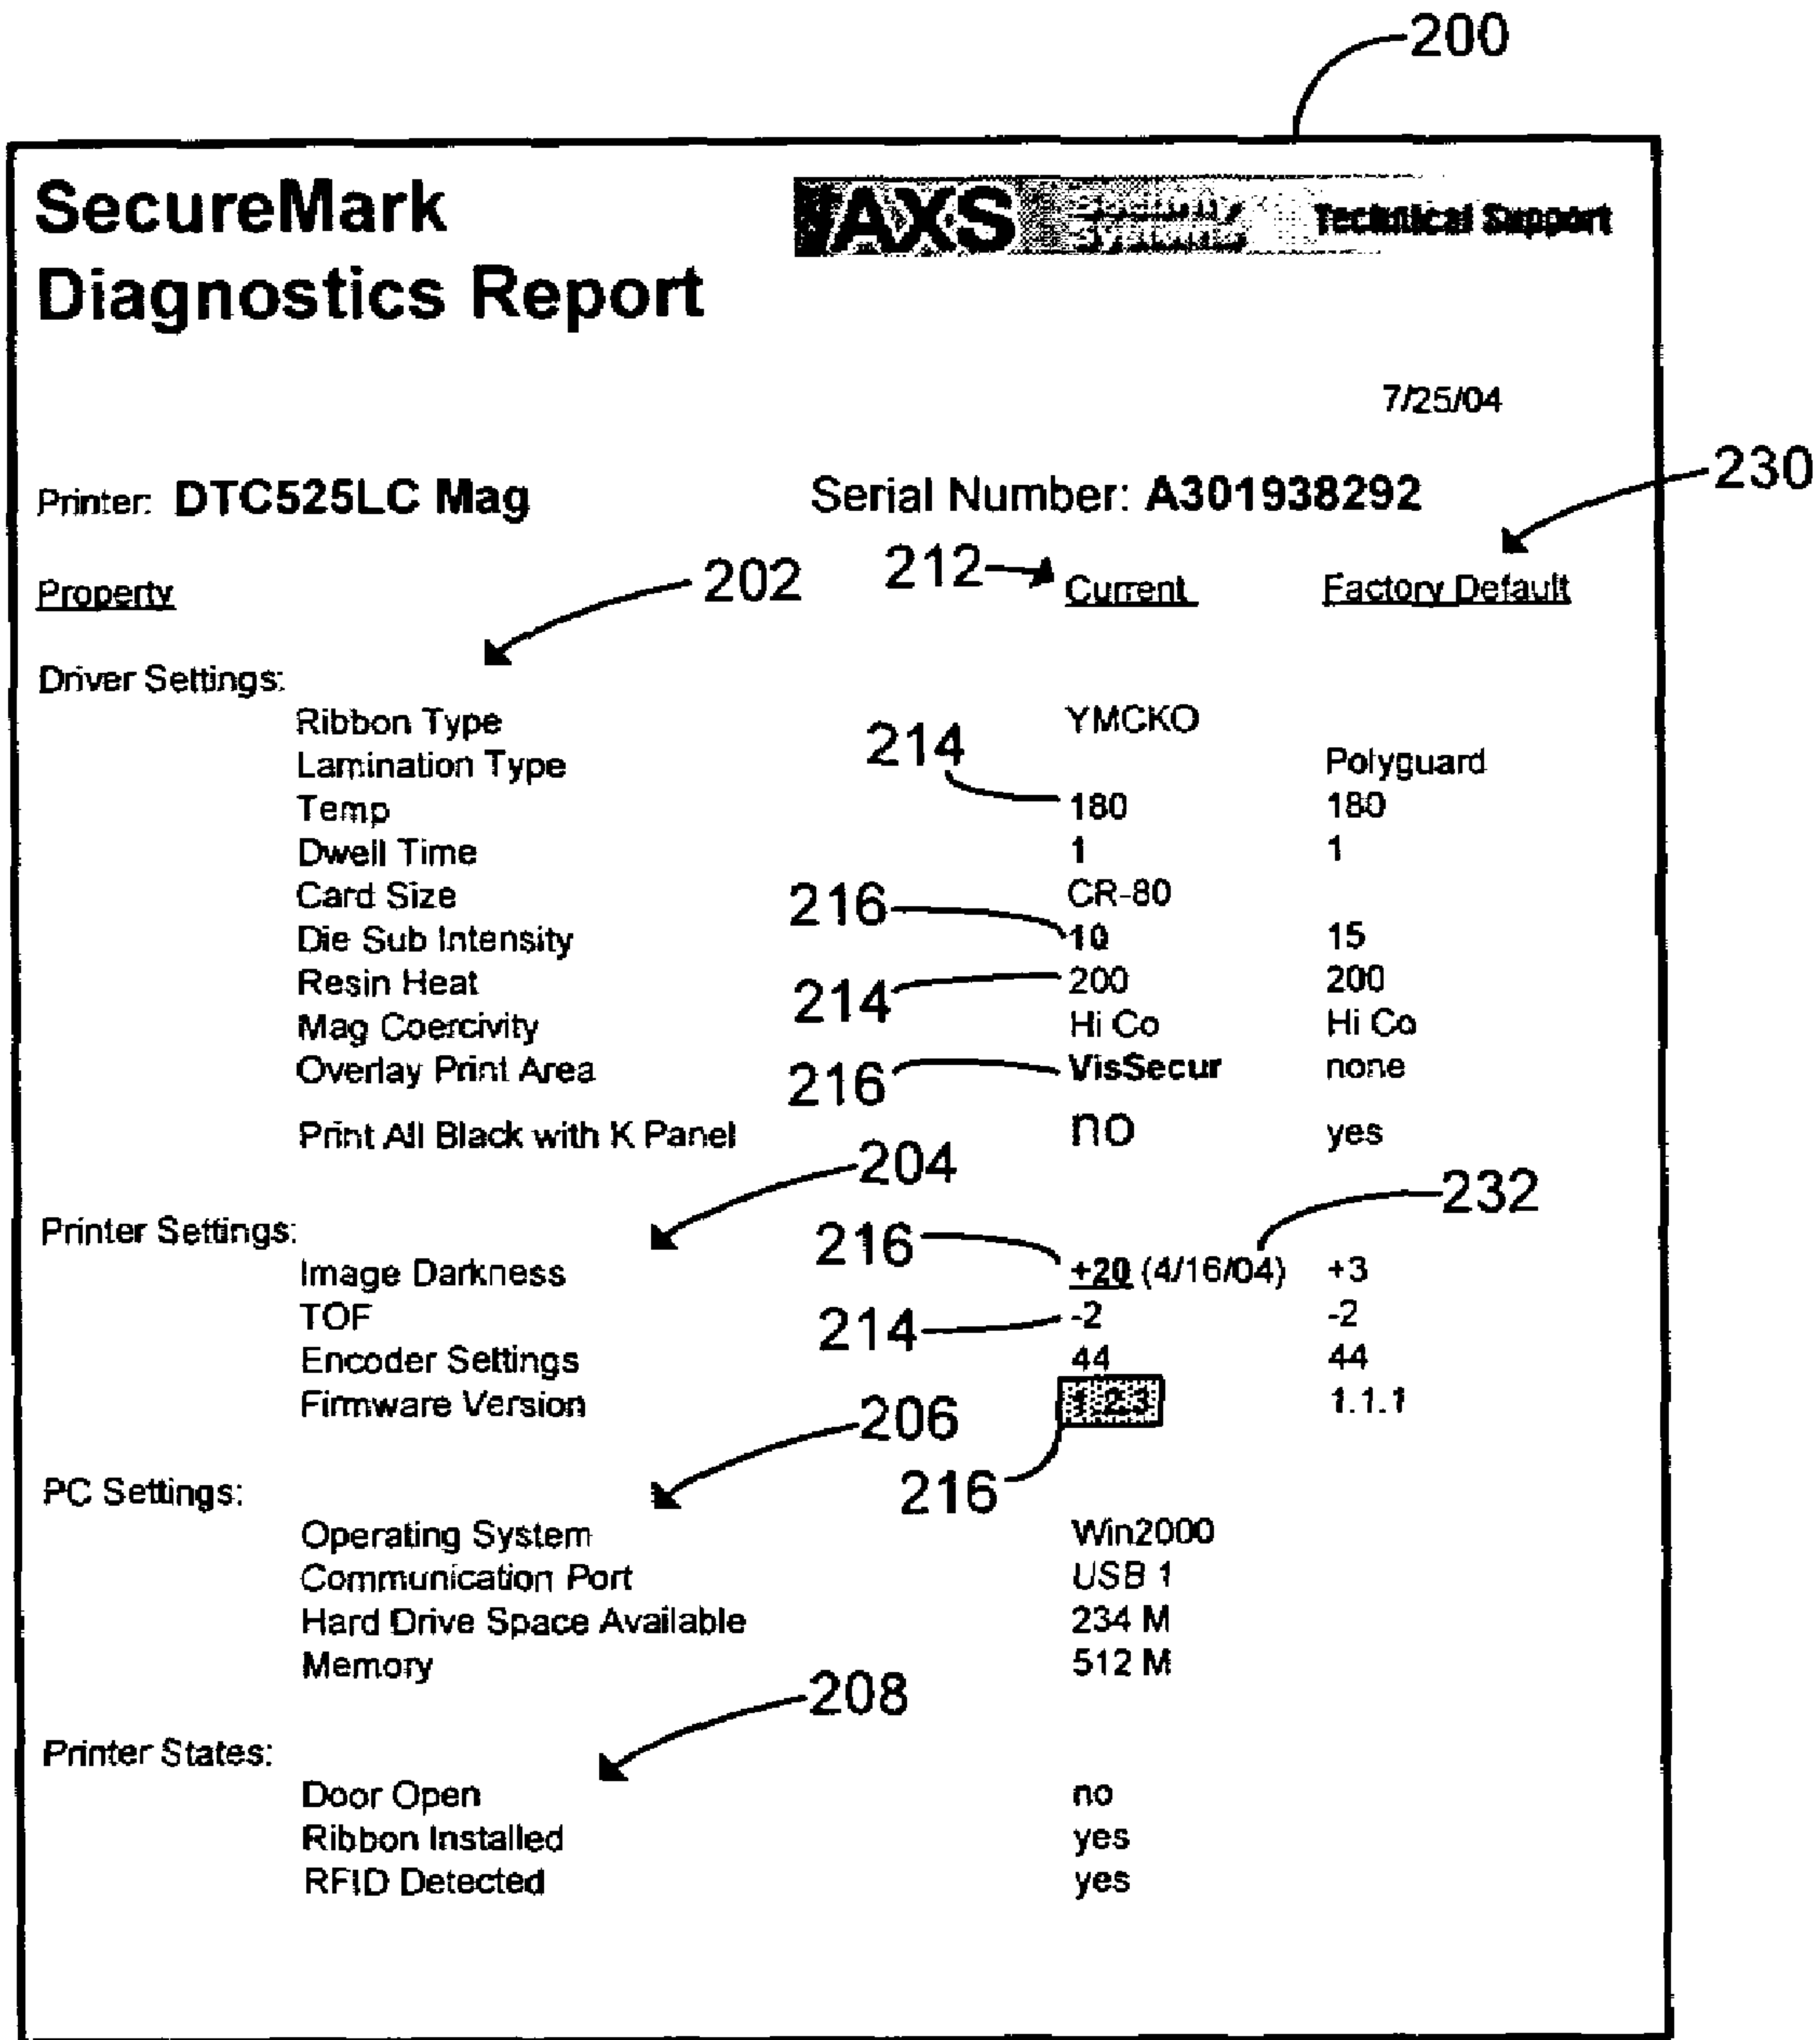 200
SecureMark
Diagnostics Report
AXS Security Systems Technical Support
7/25/04
230
Printer: DTC525LC Mag Serial Number: A301938292
Property 202 212 Current Factory Default
Driver Settings:
Ribbon Type YMCKO
214
Lamination Type Polyguard
Temp 180 180
Dwell Time 1 1
Card Size CR-80
216
Die Sub Intensity 10 15
Resin Heat 200 200
214
Mag Coercivity Hi Co Hi Co
Overlay Print Area VisSecur none
216
Print All Black with K Panel no yes
204
232
Printer Settings:
216
Image Darkness +20 (4/16/04) +3
TOF -2 -2
214
Encoder Settings 44 44
Firmware Version 1.2.3 1.1.1
206
PC Settings:
216
Operating System Win2000
Communication Port USB 1
Hard Drive Space Available 234 M
Memory 512 M
208
Printer States:
Door Open no
Ribbon Installed yes
RFID Detected yes